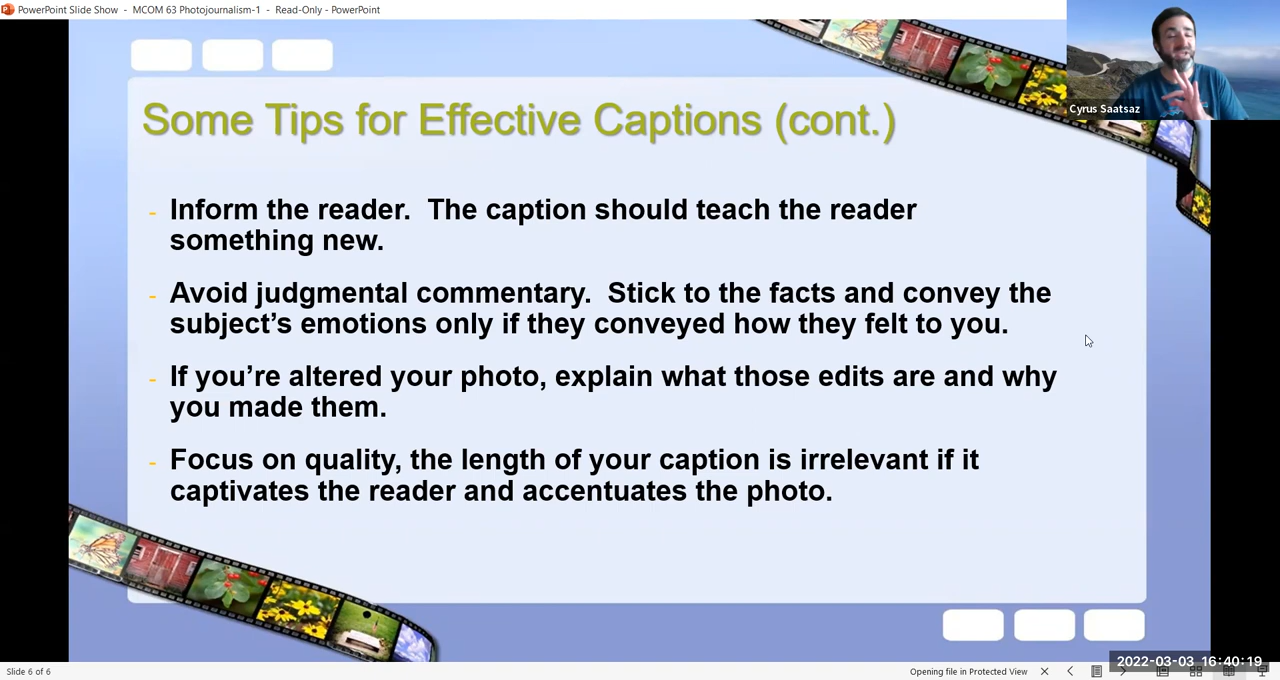 PowerPoint Slide Show - MCOM 63 Photojournalism-1 - Read-Only - PowerPoint
Cyrus Saatsaz
Some Tips for Effective Captions (cont.)
- Inform the reader.  The caption should teach the reader
something new.
- Avoid judgmental commentary.  Stick to the facts and convey the
subject’s emotions only if they conveyed how they felt to you.
- If you’re altered your photo, explain what those edits are and why
you made them.
- Focus on quality, the length of your caption is irrelevant if it
captivates the reader and accentuates the photo.
Slide 6 of 6
Opening file in Protected View
2022-03-03 16:40:19